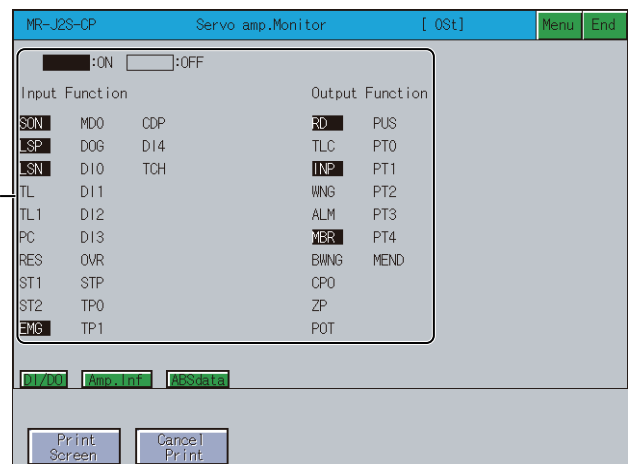 MR-J2S-CP Servo amp.Monitor [ 0St] Menu End
:ON :OFF
Input Function Output Function
SON MD0 CDP RD PUS
LSP DOG DI4 TLC PT0
LSN DI0 TCH INP PT1
TL DI1 WNG PT2
TL1 DI2 ALM PT3
PC DI3 MBR PT4
RES OVR BWNG MEND
ST1 STP CPO
ST2 TP0 ZP
EMG TP1 POT
DI/DO Amp.Inf ABSdata
Print Cancel
Screen Print